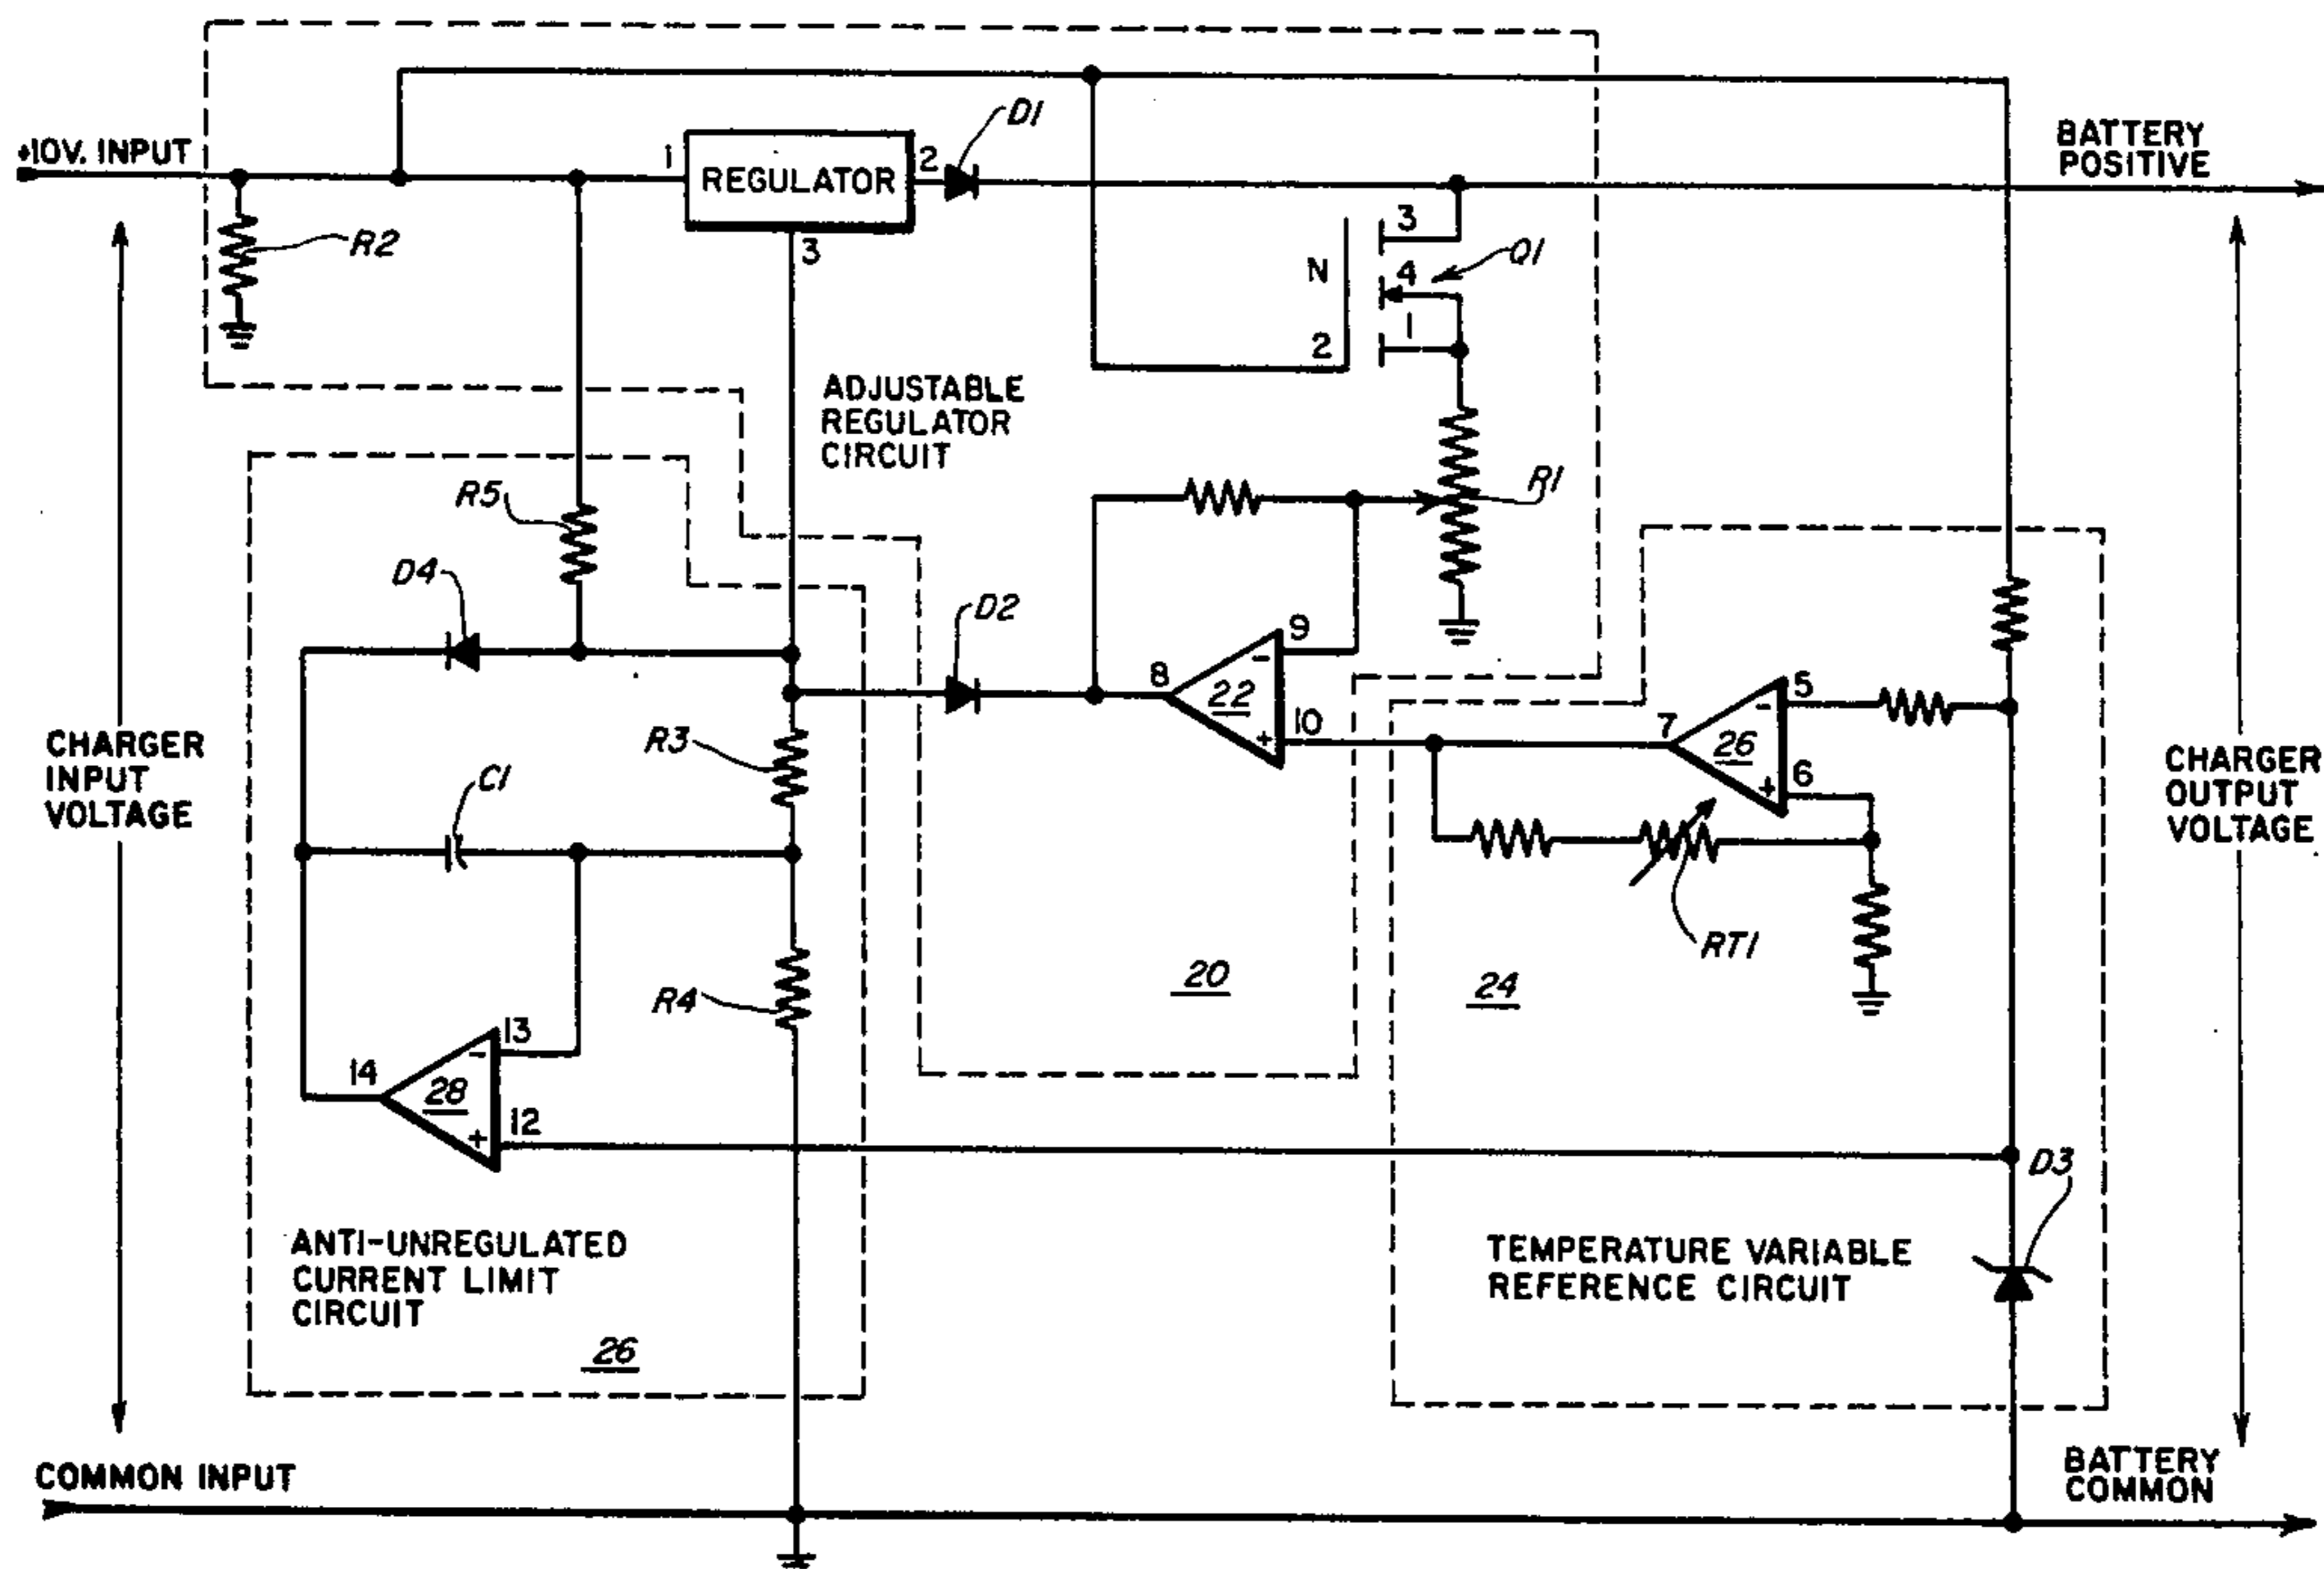 D1
+10V. INPUT
1
REGULATOR
2
BATTERY
POSITIVE
3
R2
3
N
4
Q1
1
2
ADJUSTABLE
REGULATOR
CIRCUIT
R5
R1
D4
D2
9
-
8
22
10
+
5
-
7
26
6
+
R3
C1
CHARGER
INPUT
VOLTAGE
CHARGER
OUTPUT
VOLTAGE
RT1
R4
20
24
13
-
14
28
12
+
D3
ANTI-UNREGULATED
CURRENT LIMIT
CIRCUIT
26
TEMPERATURE VARIABLE
REFERENCE CIRCUIT
COMMON INPUT
BATTERY
COMMON